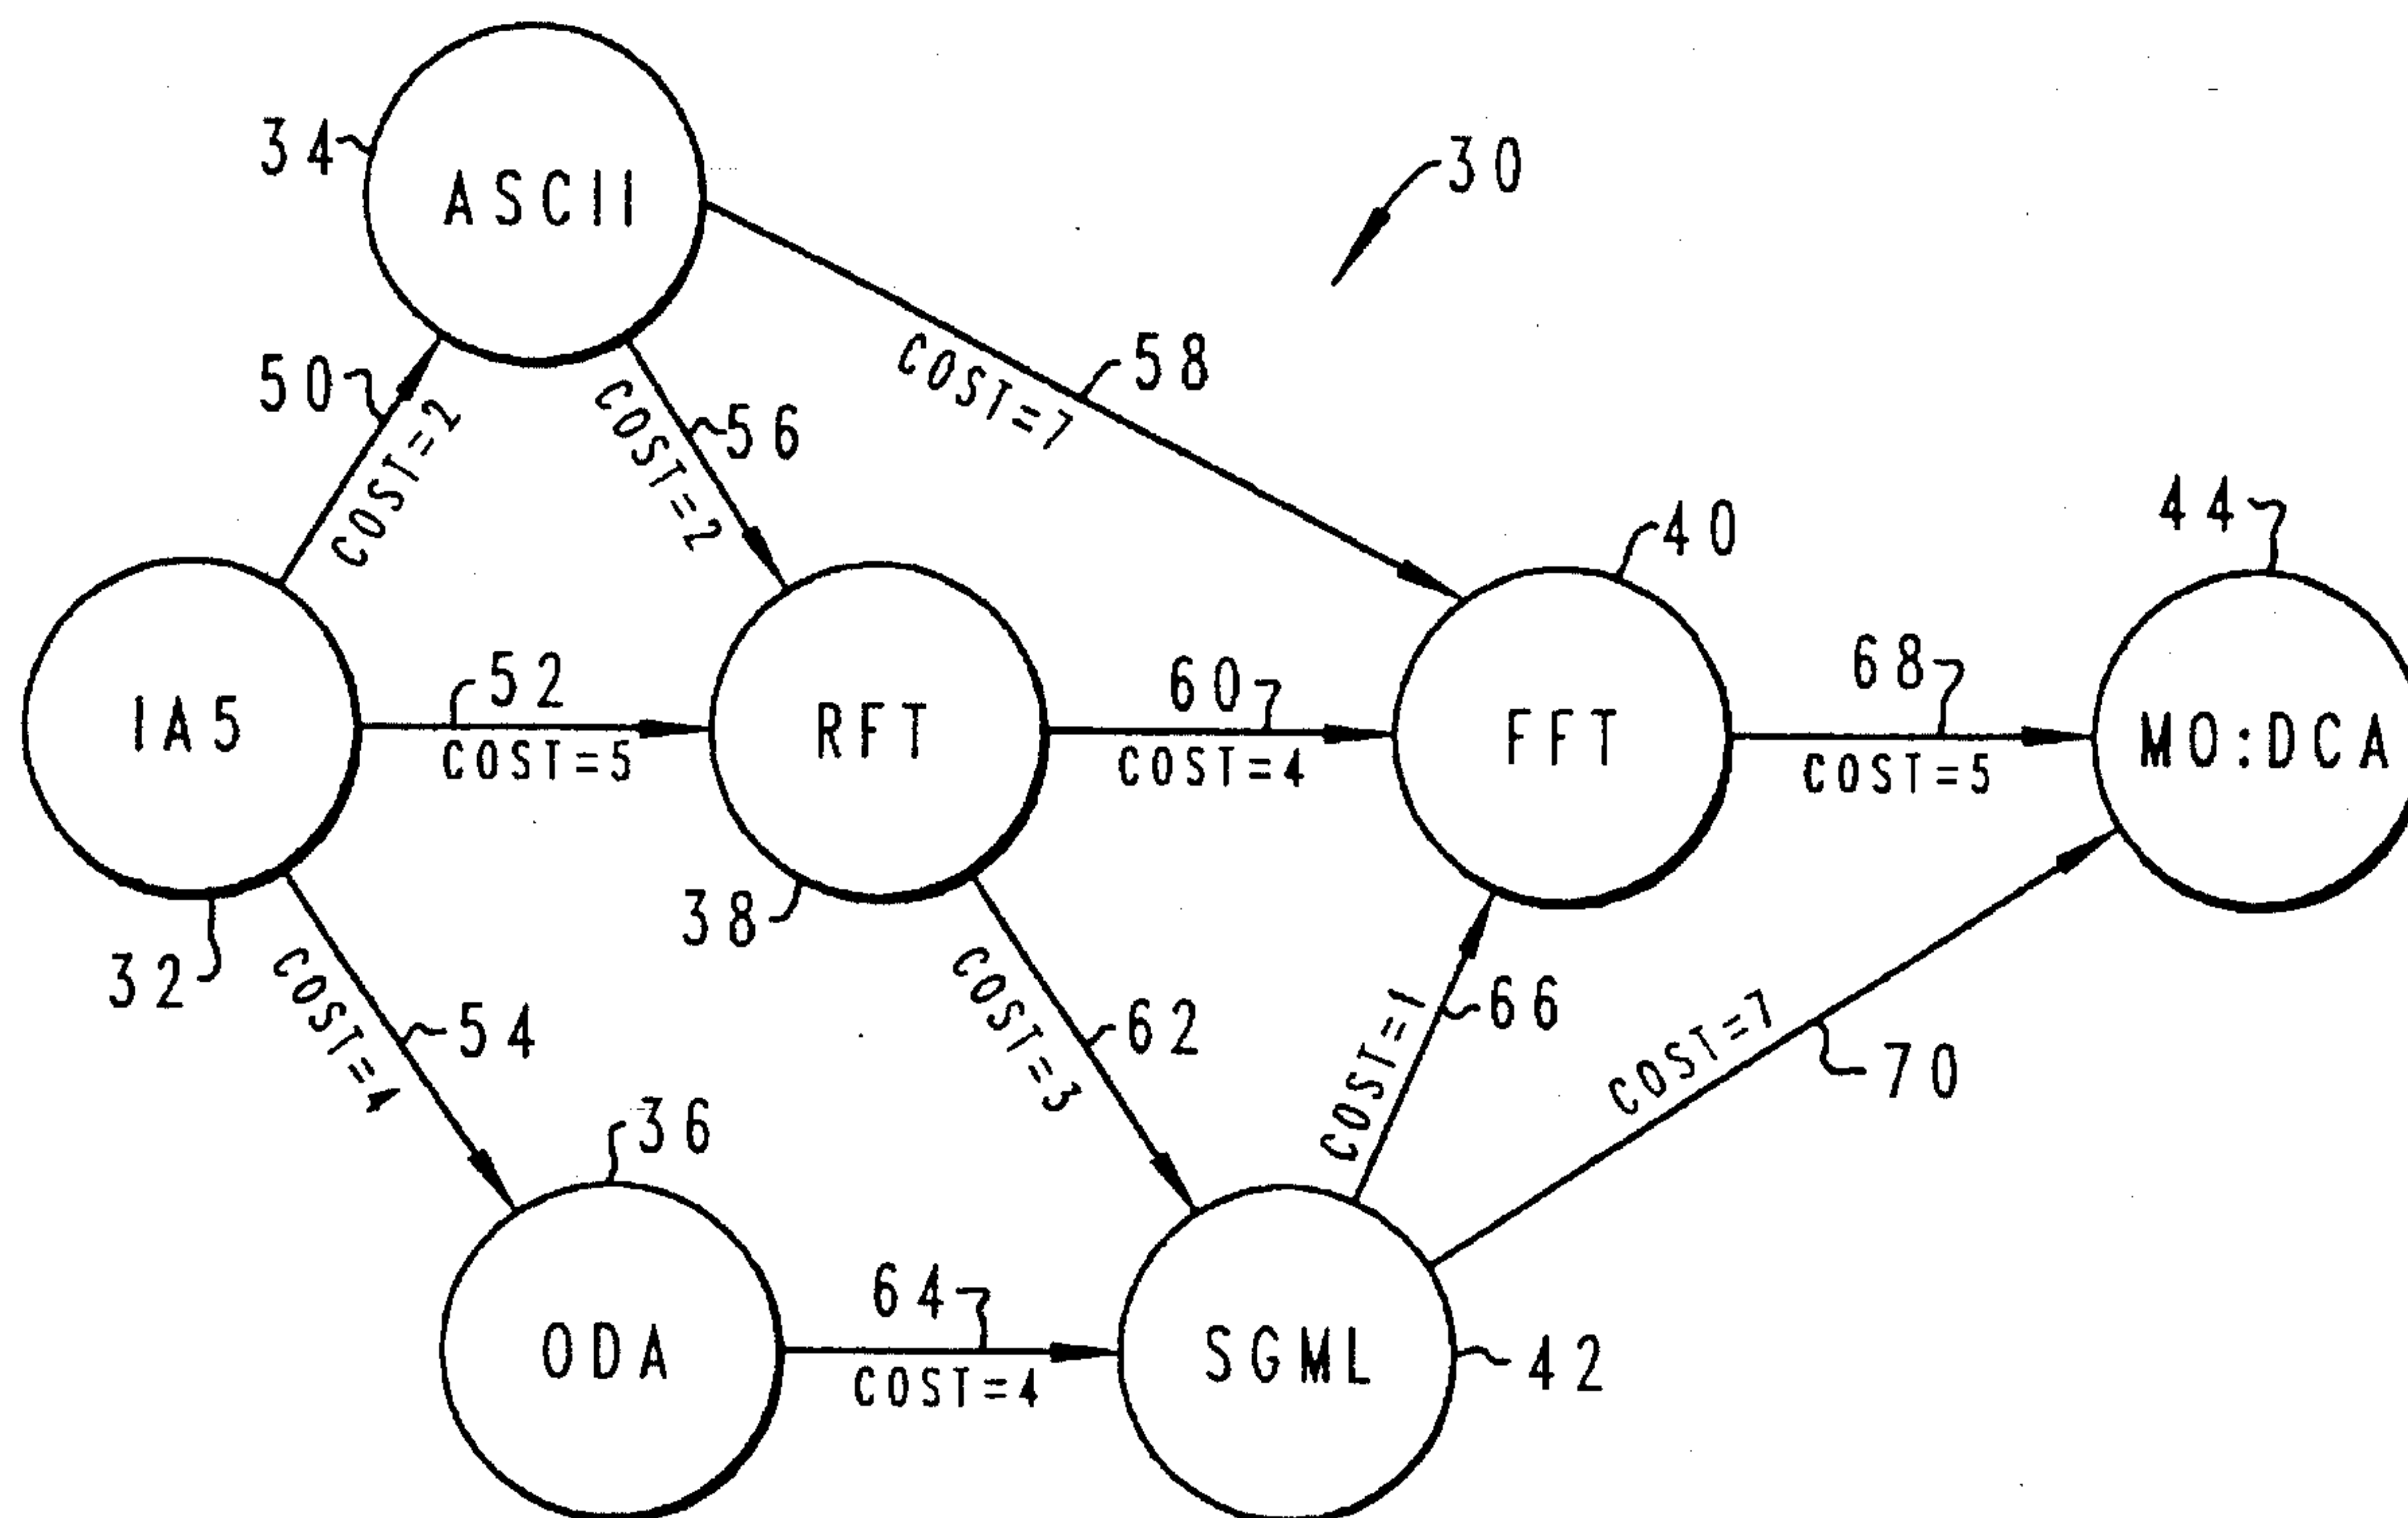 34
ASCII
30
50
COST=2
COST=2
56
COST=7
58
40
44
IA5
52
COST=5
RFT
60
COST=4
FFT
68
COST=5
MO:DCA
32
38
COST=4
54
COST=3
62
COST=1
66
COST=7
70
36
ODA
64
COST=4
SGML
42